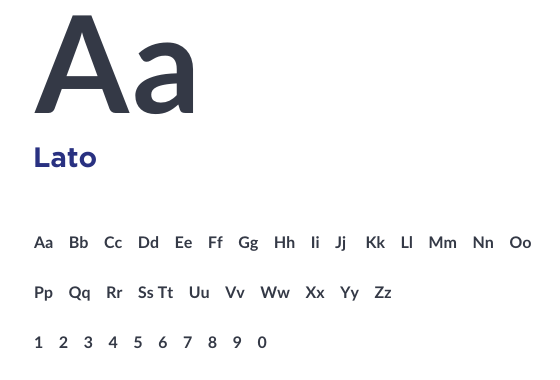 Aa
Lato
Aa Bb Cc Dd Ee Ff Gg Hh Ii Jj Kk Ll Mm Nn Oo
Pp Qq Rr Ss Tt Uu Vv Ww Xx Yy Zz
1 2 3 4 5 6 7 8 9 0